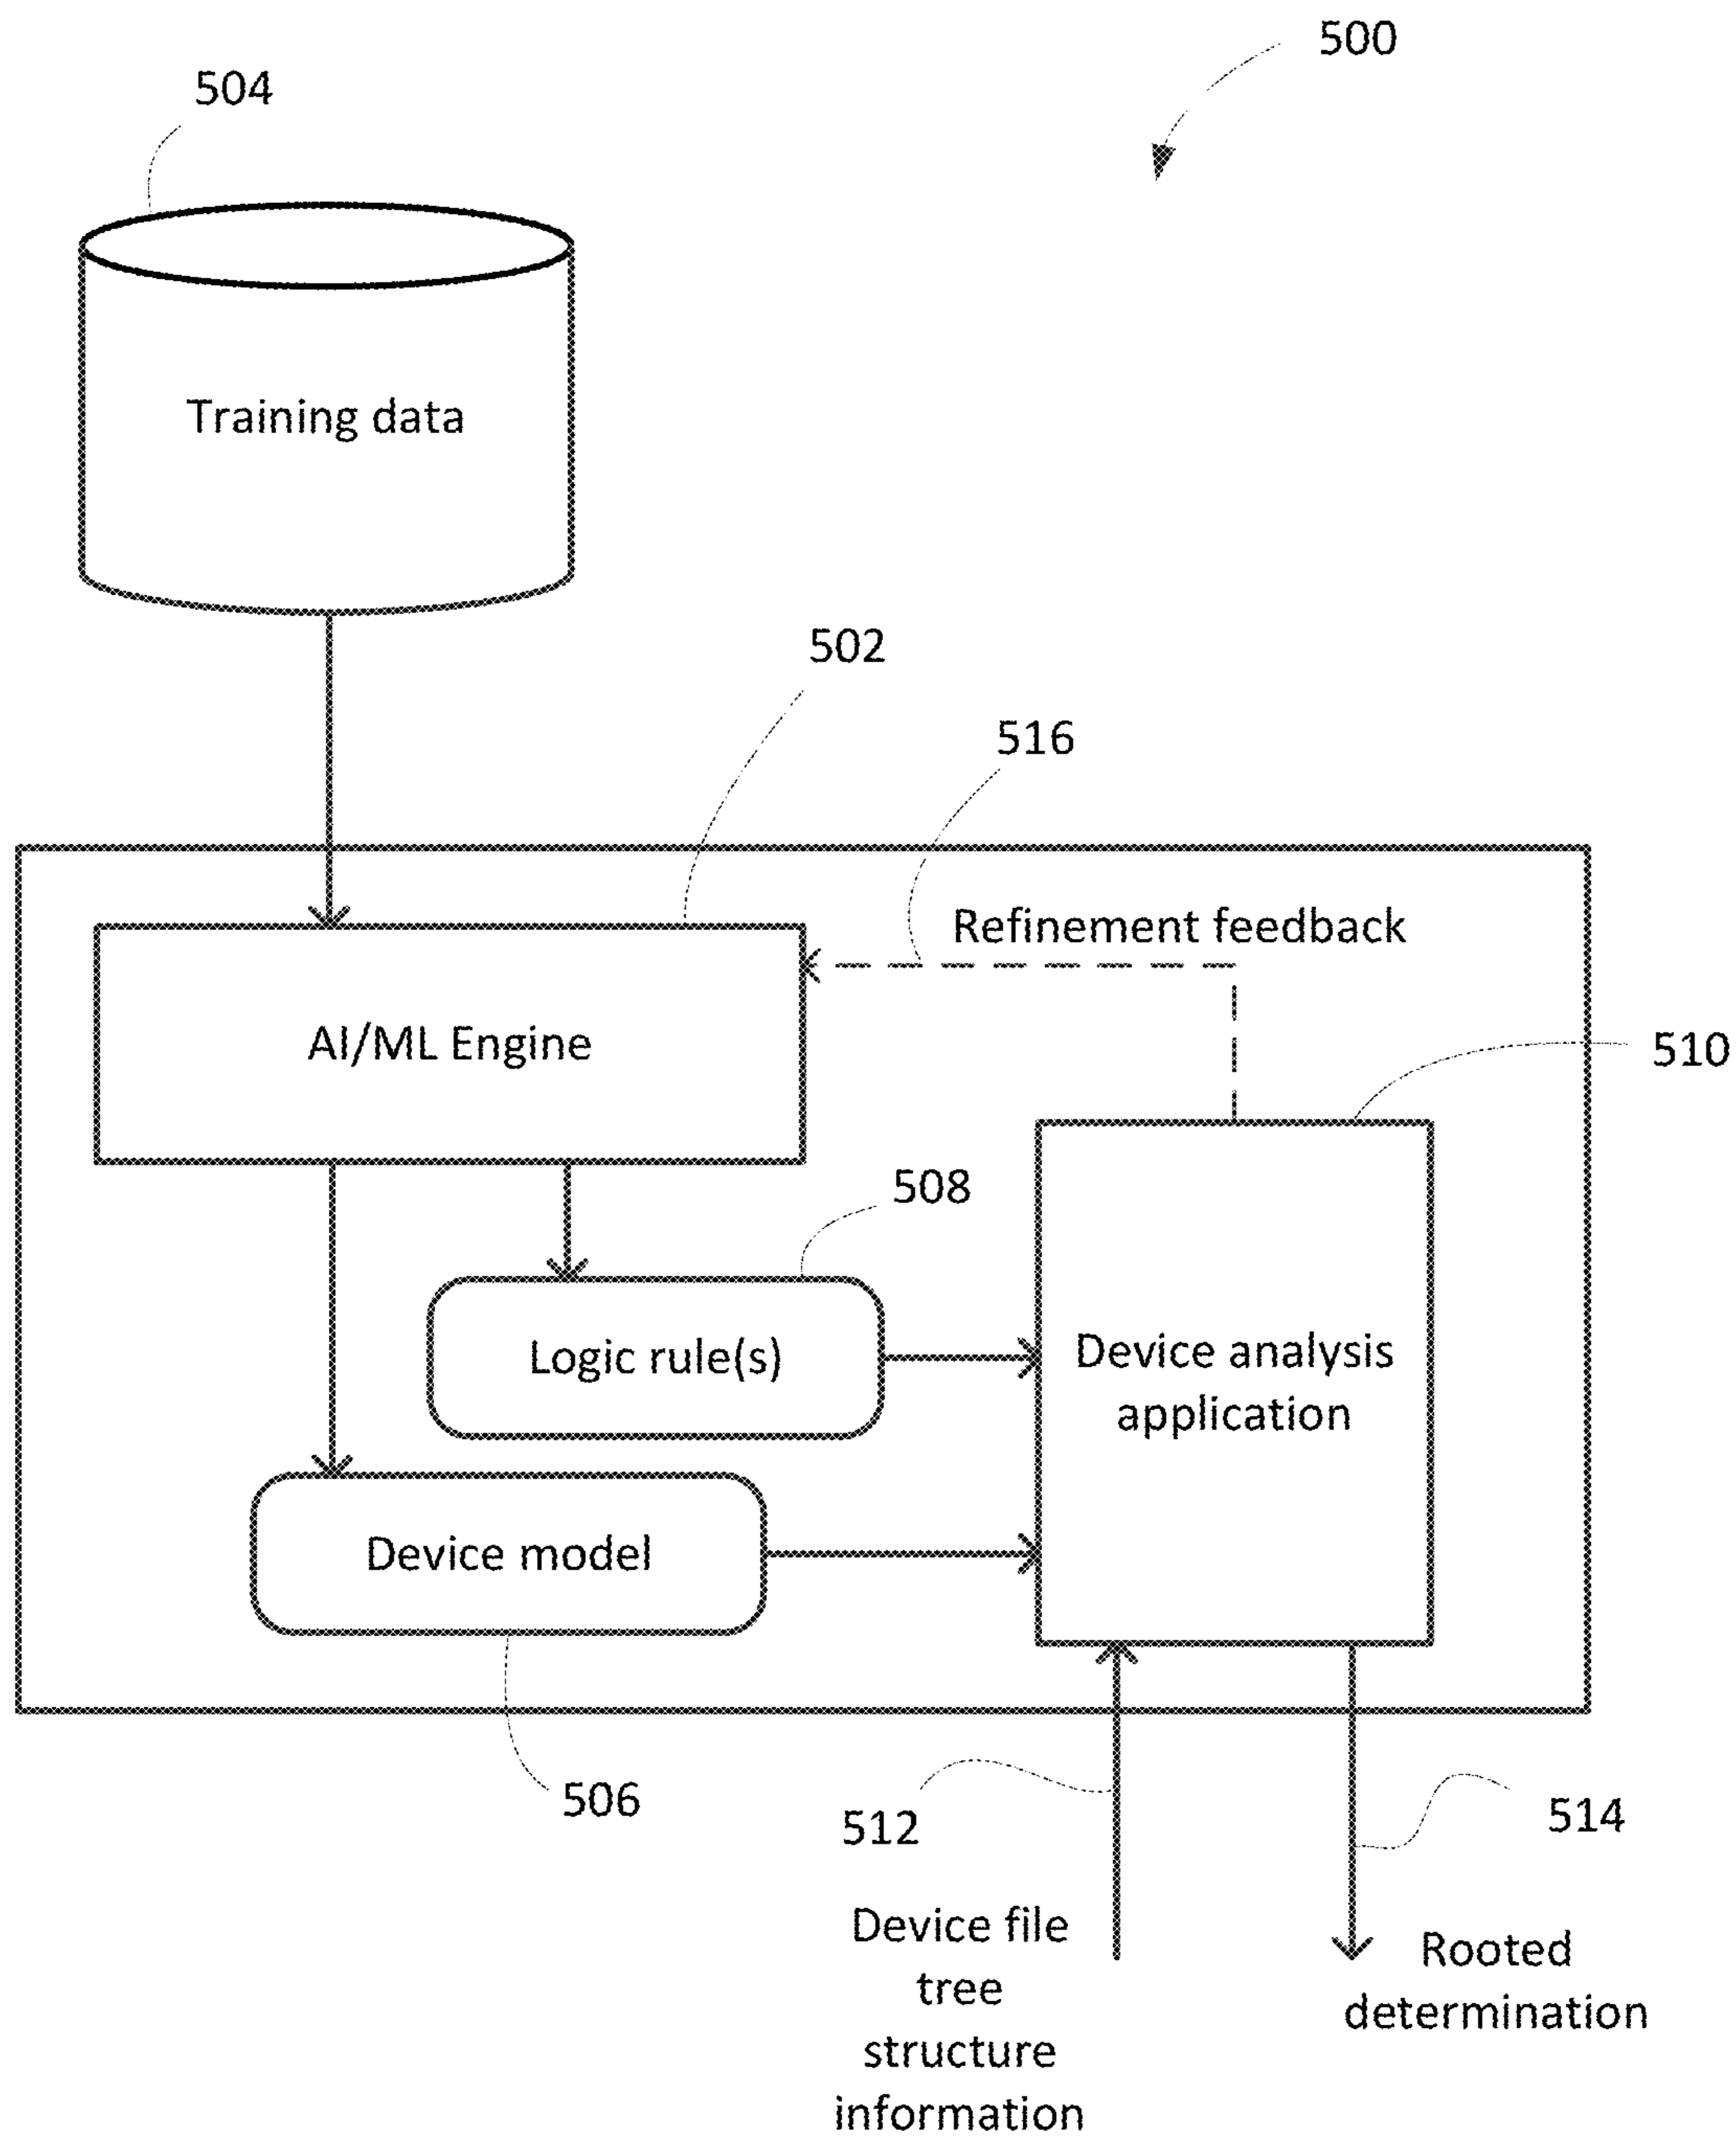 500
504
Training data
502
516
Refinement feedback
AI/ML Engine
510
508
Logic rule(s)
Device analysis
application
Device model
506
512
514
Device file
tree
structure
information
Rooted
determination